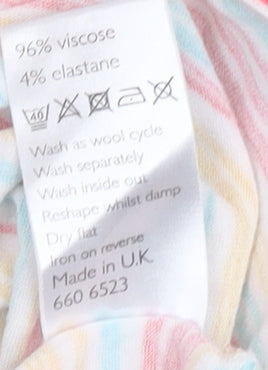 96% viscose
4% elastane
40
Wash as wool cycle
Wash separately
Wash inside out
Reshape whilst damp
Dry flat
Iron on reverse
Made in U.K
660 6523